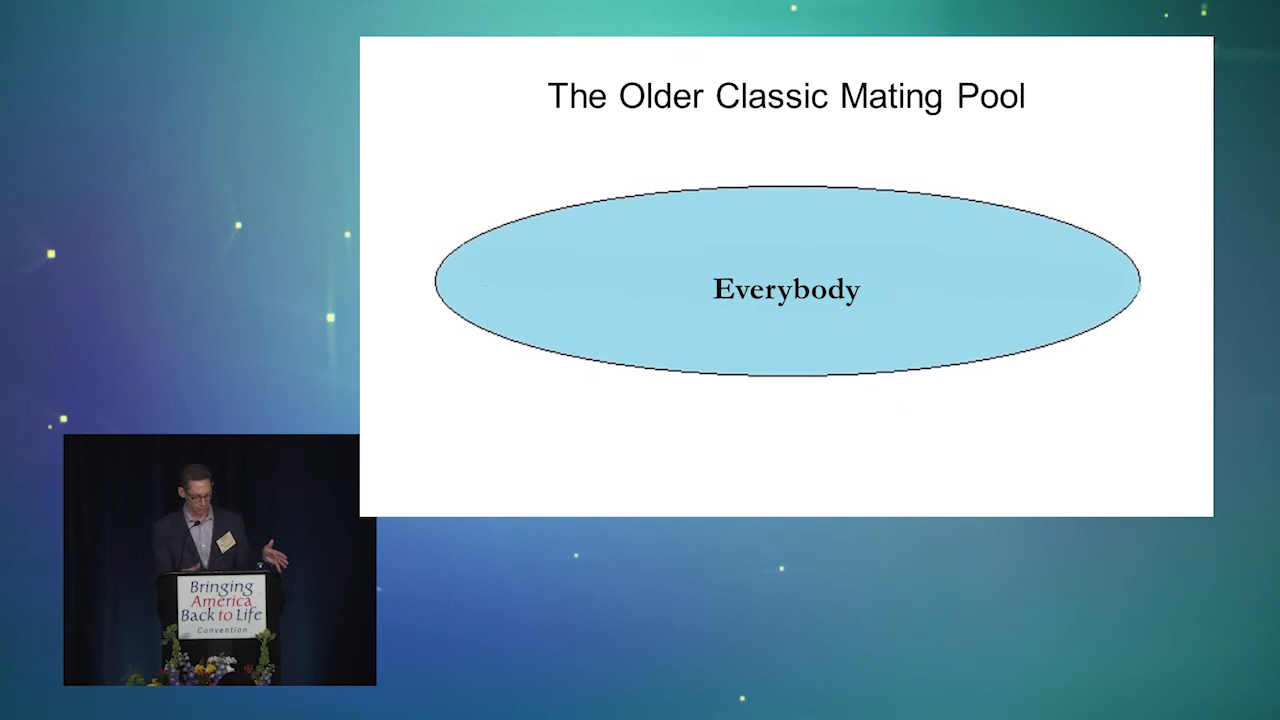 The Older Classic Mating Pool
Everybody
Bringing
America
Back to Life
Convention